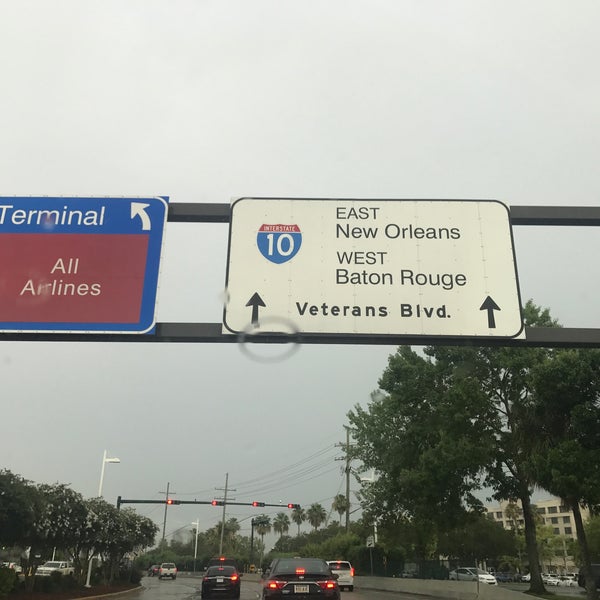 Terminal
All
Airlines
INTERSTATE
10
EAST
New Orleans
WEST
Baton Rouge
Veterans Blvd.